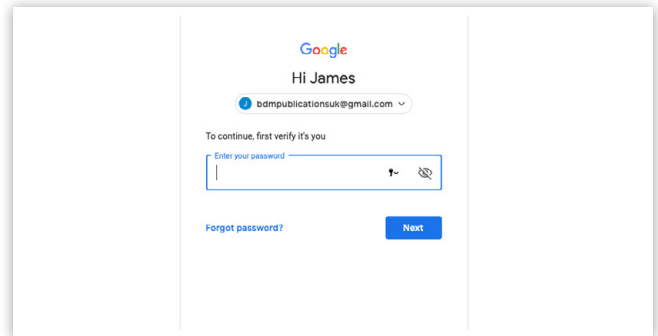 Google
Hi James
J bdmpublicationsuk@gmail.com
To continue, first verify it's you
Enter your password
Forgot password? Next